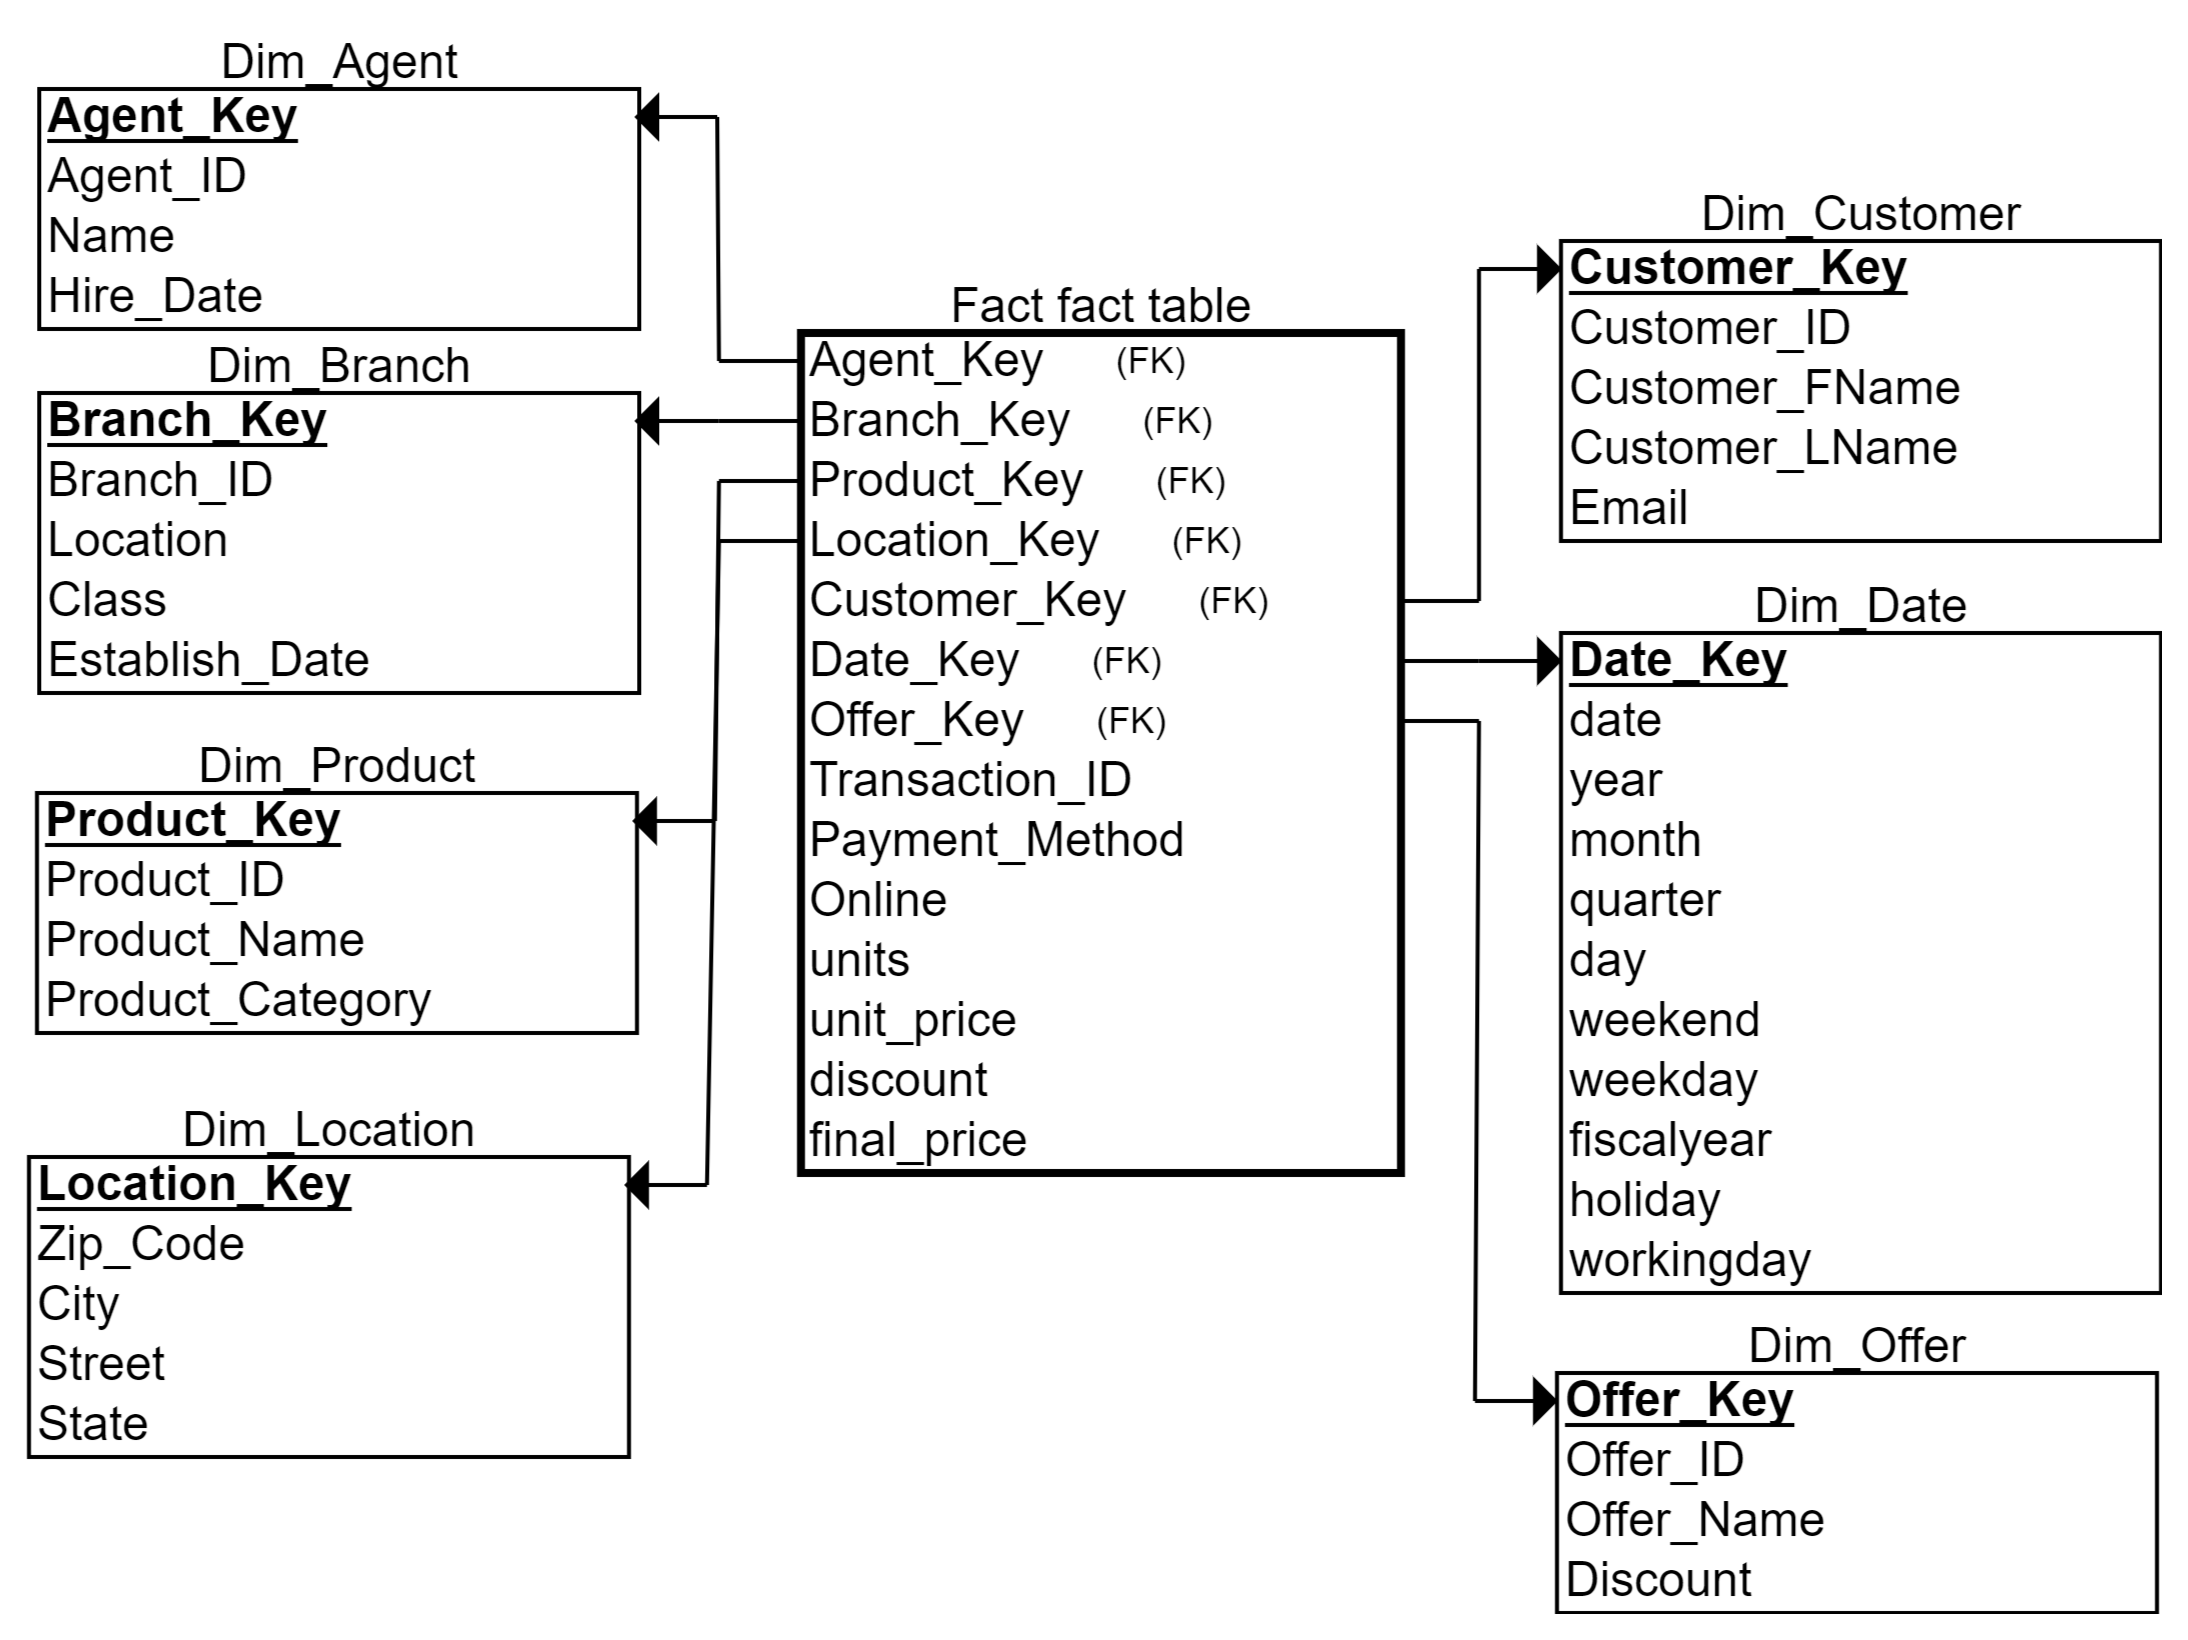 Dim_Agent
Agent_Key
Agent_ID
Name
Hire_Date
Dim_Branch
Branch_Key
Branch_ID
Location
Class
Establish_Date
Dim_Product
Product_Key
Product_ID
Product_Name
Product_Category
Dim_Location
Location_Key
Zip_Code
City
Street
State
Fact fact table
Agent_Key (FK)
Branch_Key (FK)
Product_Key (FK)
Location_Key (FK)
Customer_Key (FK)
Date_Key (FK)
Offer_Key (FK)
Transaction_ID
Payment_Method
Online
units
unit_price
discount
final_price
Dim_Customer
Customer_Key
Customer_ID
Customer_FName
Customer_LName
Email
Dim_Date
Date_Key
date
year
month
quarter
day
weekend
weekday
fiscalyear
holiday
workingday
Dim_Offer
Offer_Key
Offer_ID
Offer_Name
Discount